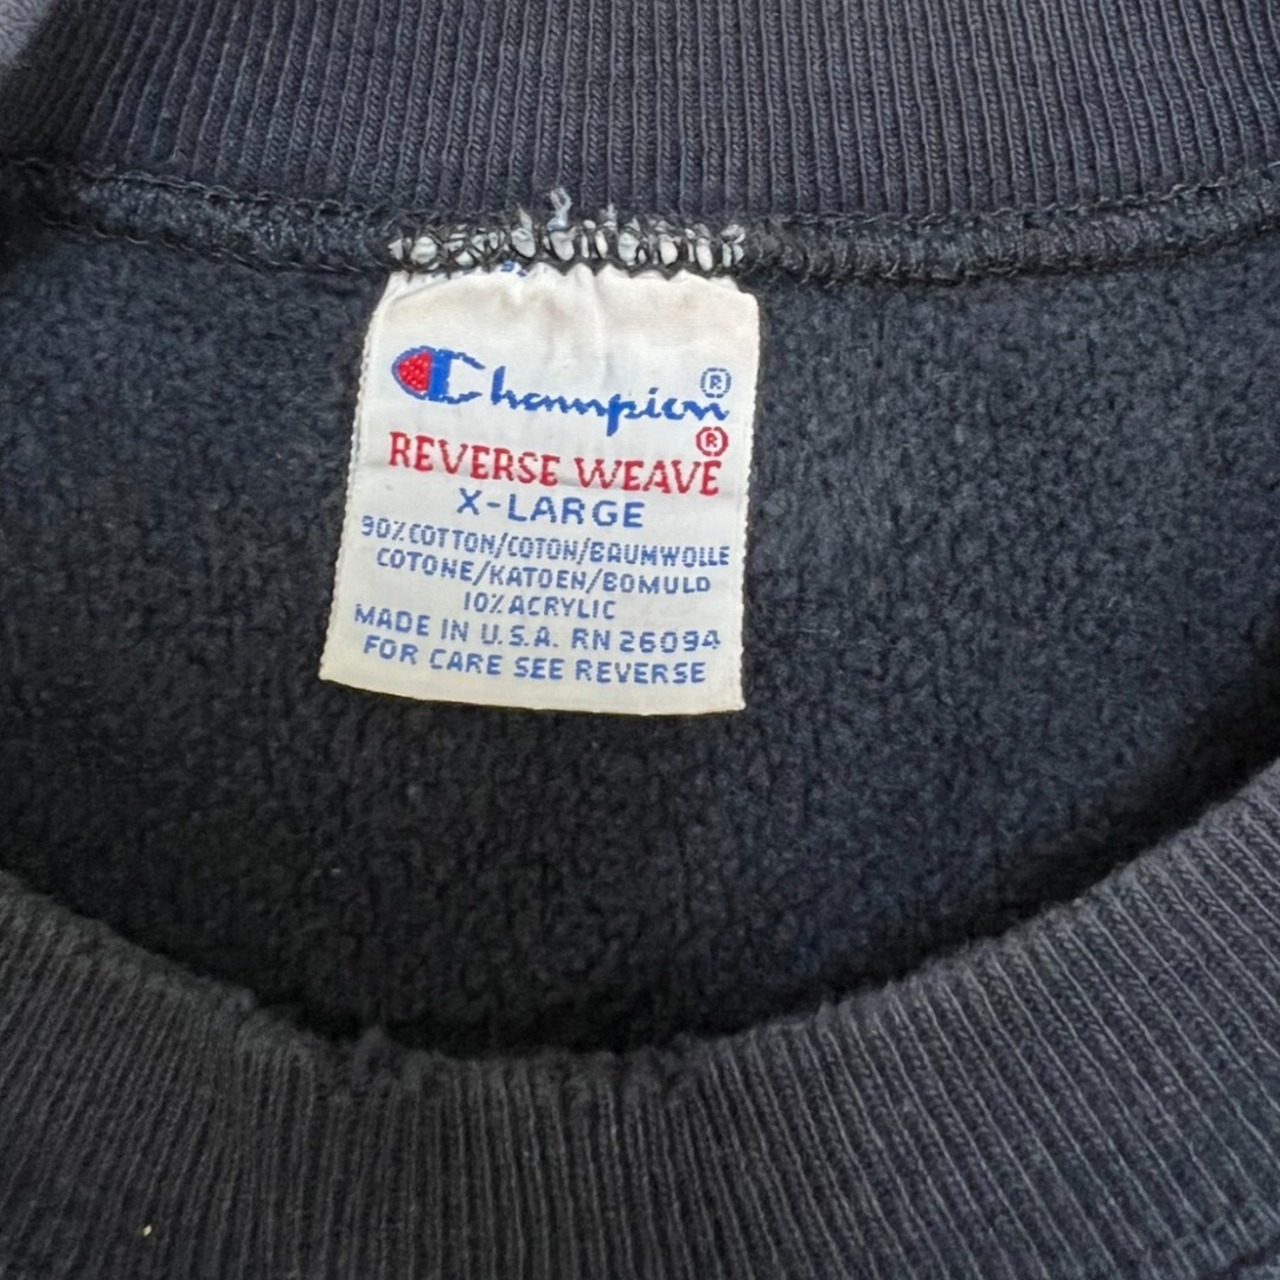 Champion®
REVERSE WEAVE®
X-LARGE
90% COTTON/COTON/BAUMWOLLE
COTONE/KATOEN/BOMULD
10% ACRYLIC
MADE IN U.S.A. RN 26094
FOR CARE SEE REVERSE